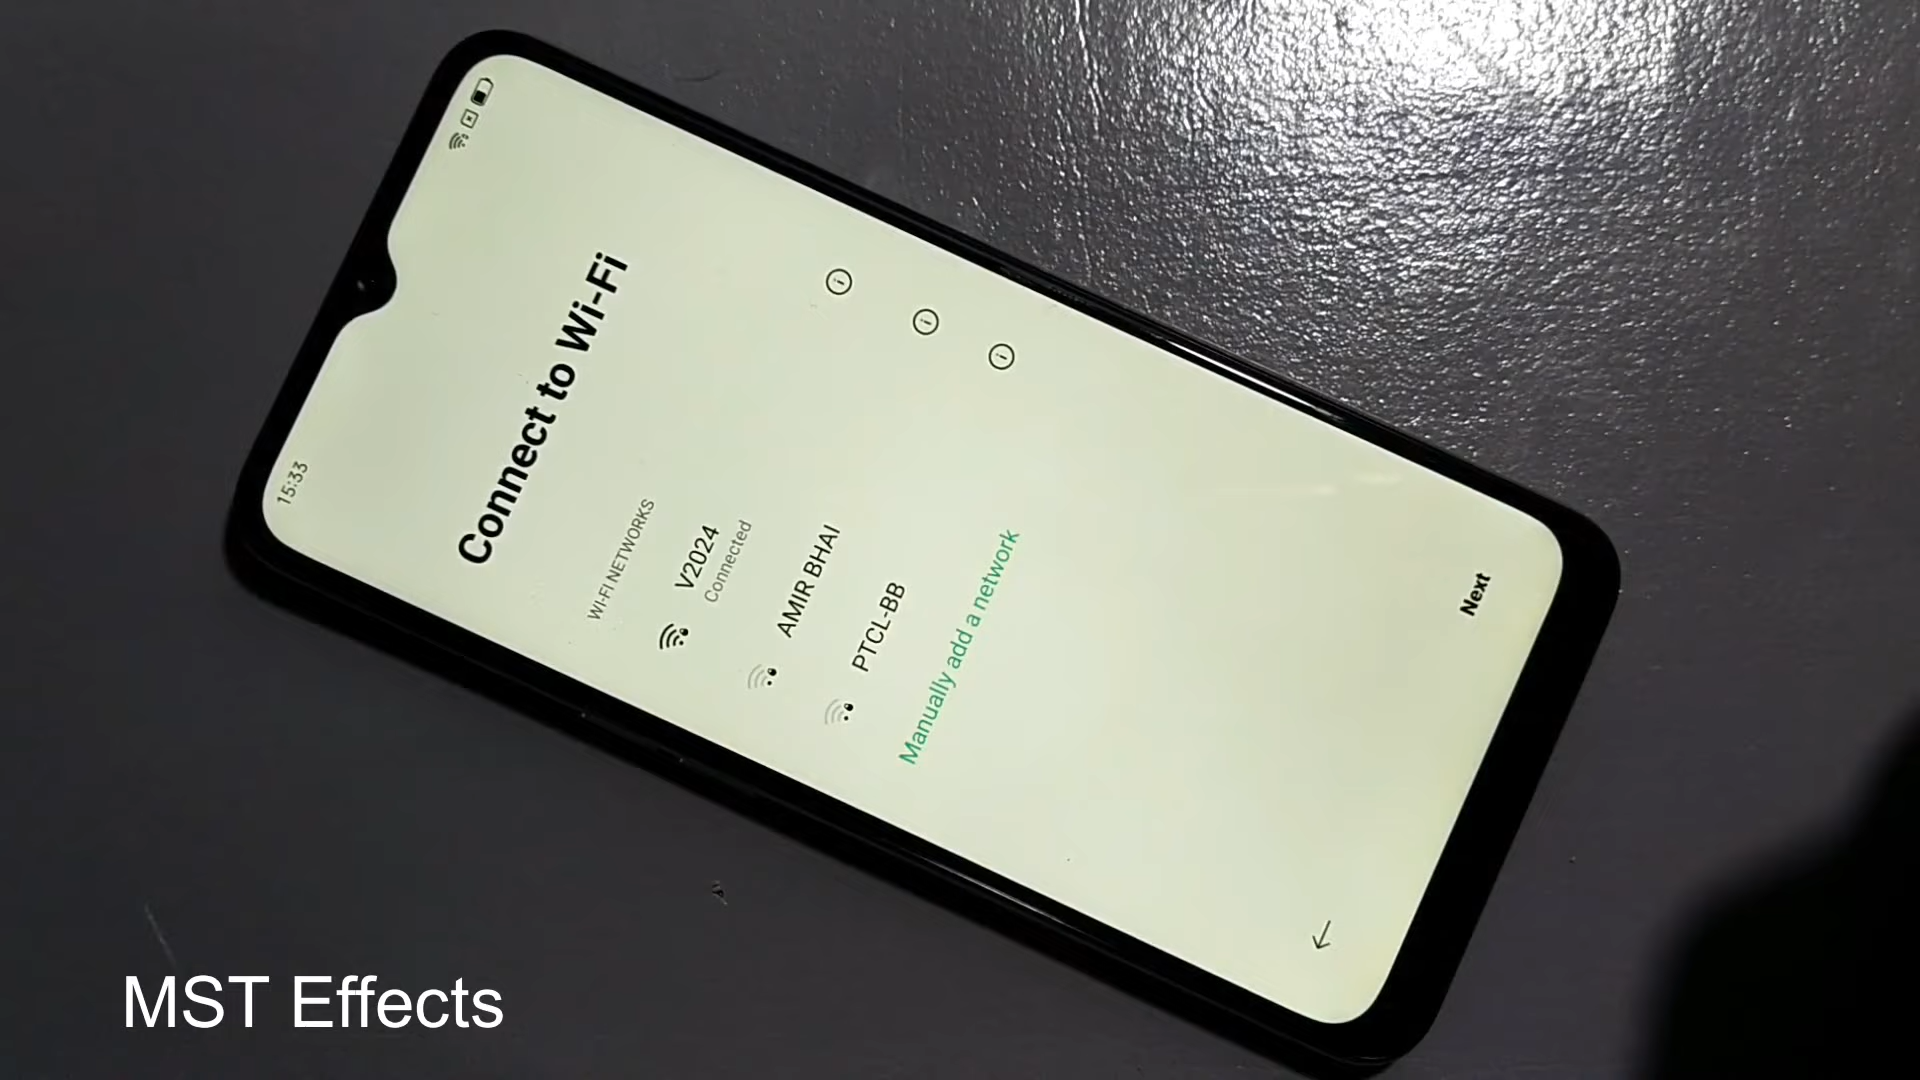 15:33
Connect to Wi-Fi
WI-FI NETWORKS
V2024
Connected
AMIR BHAI
PTCL-BB
Manually add a network
Next
MST Effects